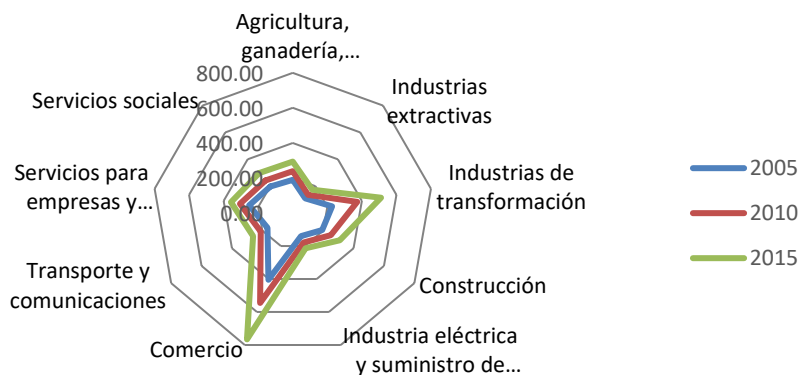 Agricultura,
ganadería,...
Industrias
extractivas
Industrias de
transformación
Construcción
Industria eléctrica
y suministro de...
Comercio
Transporte y
comunicaciones
Servicios para
empresas y...
Servicios sociales
800.00
600.00
400.00
200.00
0.00
2005
2010
2015